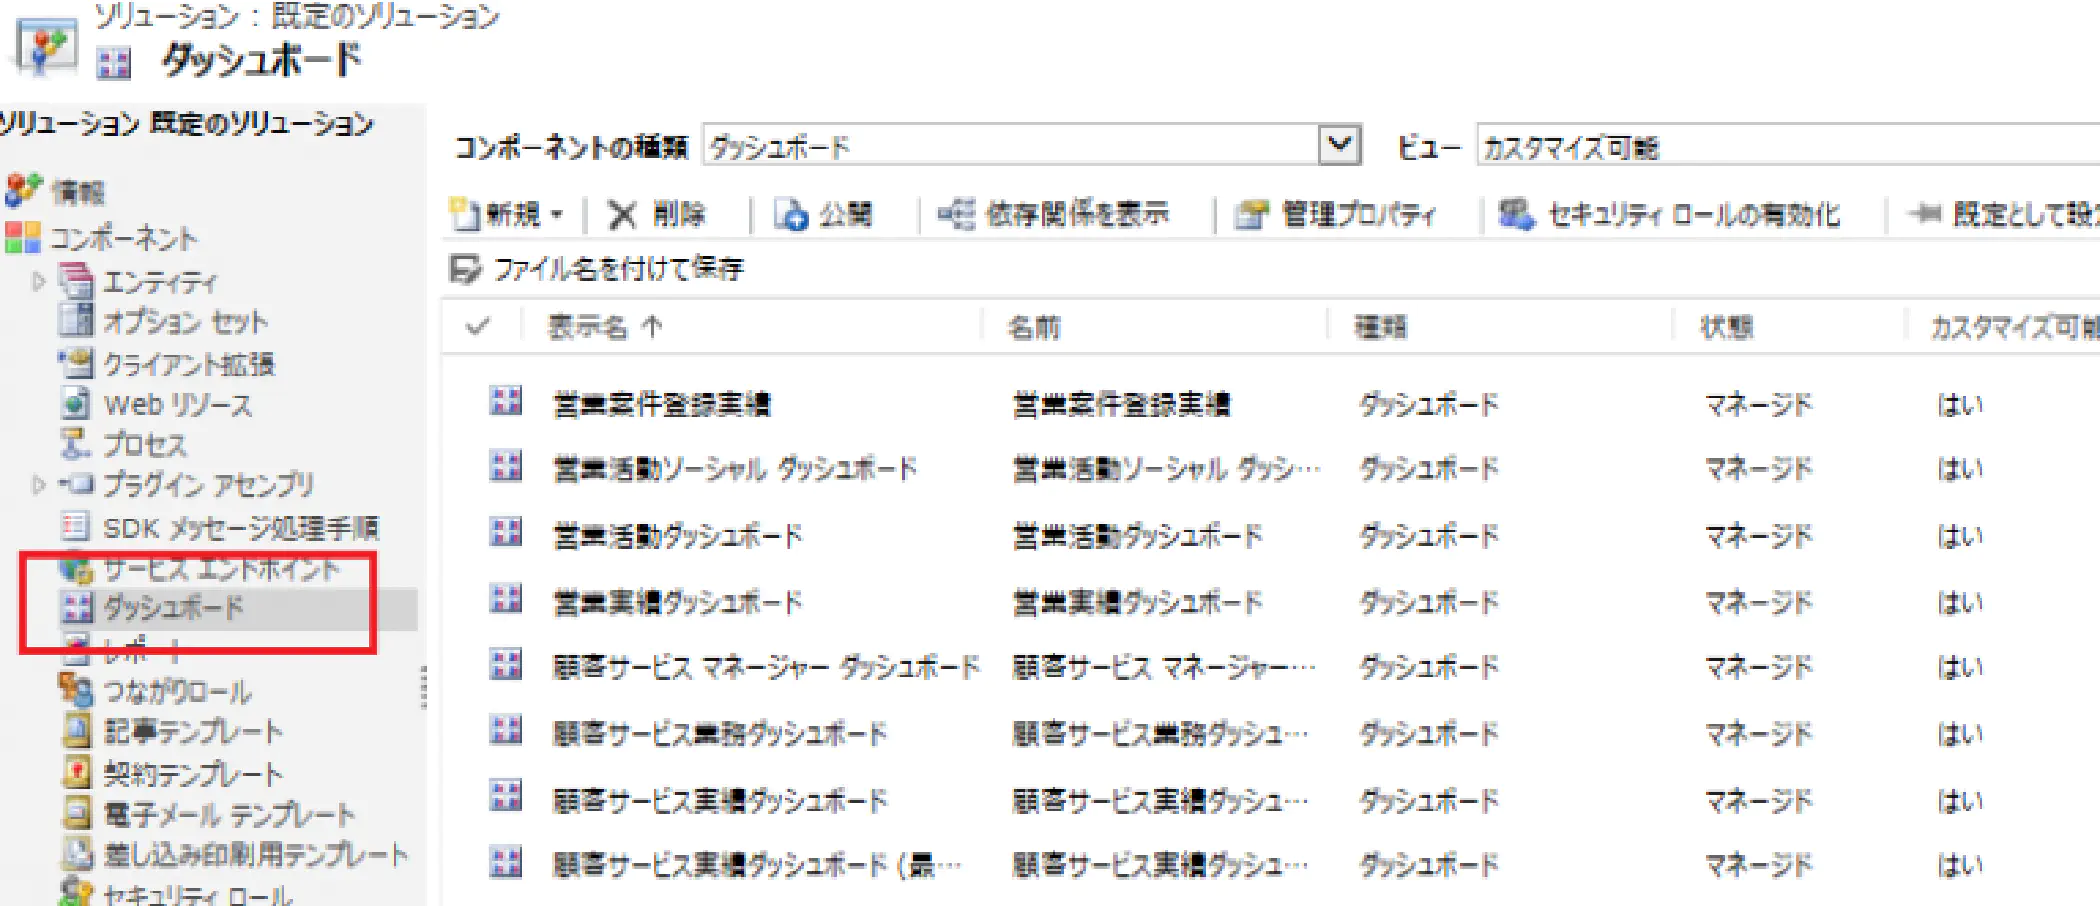 ソリューション : 既定のソリューション
ダッシュボード
ソリューション 既定のソリューション
情報
コンポーネント
エンティティ
オプション セット
クライアント拡張
Web リソース
プロセス
プラグイン アセンブリ
SDK メッセージ処理手順
サービス エンドポイント
ダッシュボード
レポート
つながりロール
記事テンプレート
契約テンプレート
電子メール テンプレート
差し込み印刷用テンプレート
セキュリティ ロール
コンポーネントの種類 ダッシュボード ビュー カスタマイズ可能
新規 削除 公開 依存関係を表示 管理プロパティ セキュリティ ロールの有効化 既定として設定
ファイル名を付けて保存
表示名 ↑ 名前 種類 状態 カスタマイズ可能
営業案件登録実績 営業案件登録実績 ダッシュボード マネージド はい
営業活動ソーシャル ダッシュボード 営業活動ソーシャル ダッシ… ダッシュボード マネージド はい
営業活動ダッシュボード 営業活動ダッシュボード ダッシュボード マネージド はい
営業実績ダッシュボード 営業実績ダッシュボード ダッシュボード マネージド はい
顧客サービス マネージャー ダッシュボード 顧客サービス マネージャー… ダッシュボード マネージド はい
顧客サービス業務ダッシュボード 顧客サービス業務ダッシュ… ダッシュボード マネージド はい
顧客サービス実績ダッシュボード 顧客サービス実績ダッシュ… ダッシュボード マネージド はい
顧客サービス実績ダッシュボード (最… 顧客サービス実績ダッシュ… ダッシュボード マネージド はい